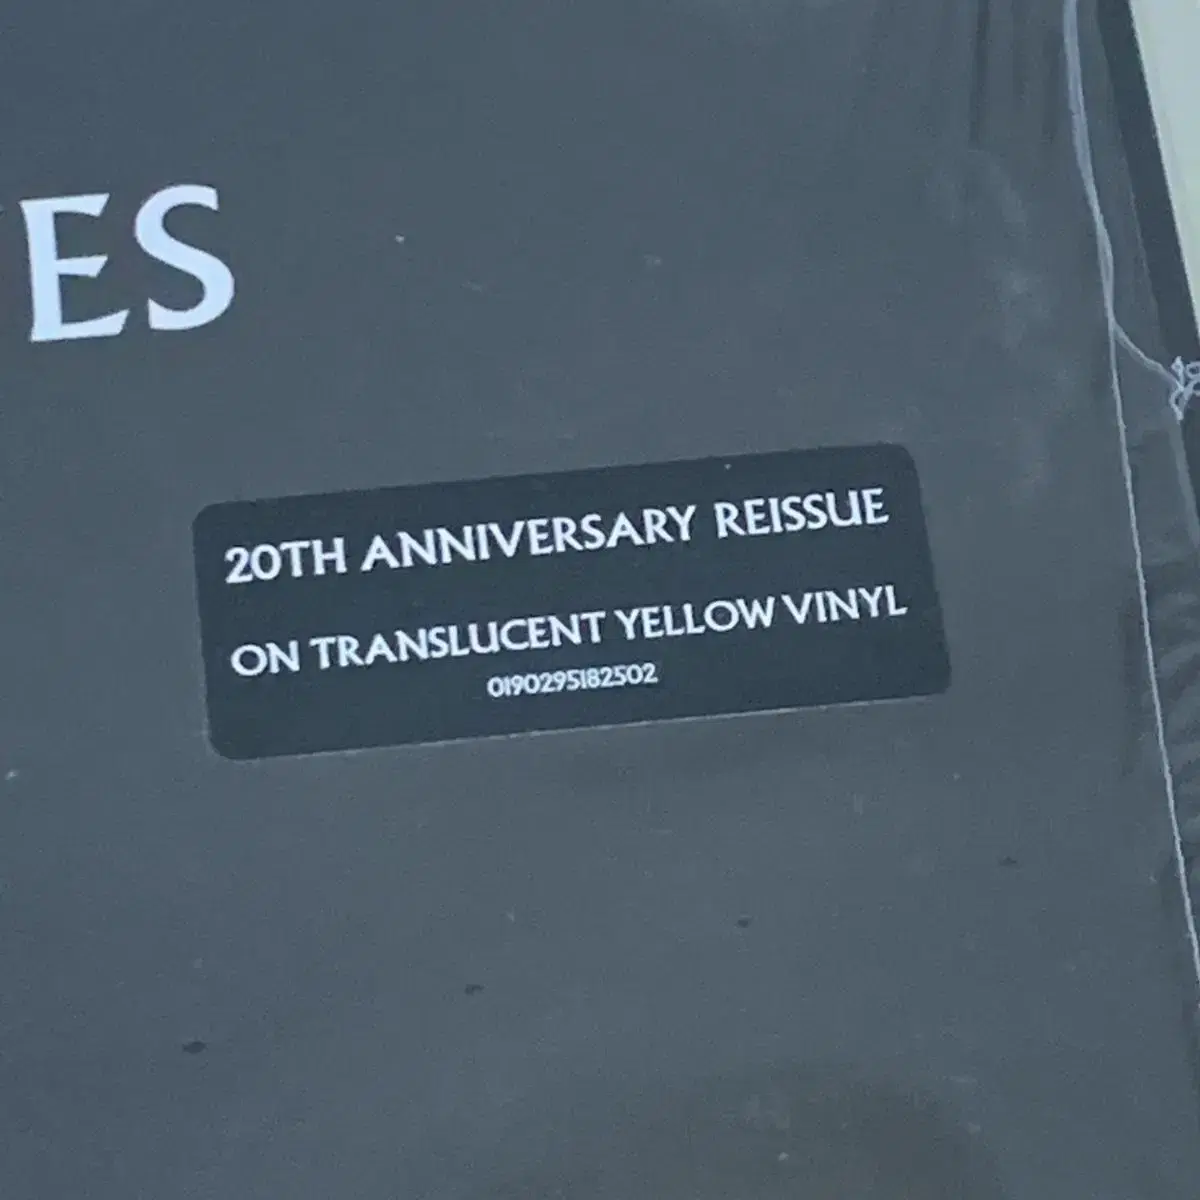 ES
20TH ANNIVERSARY REISSUE
ON TRANSLUCENT YELLOW VINYL
0190295182502